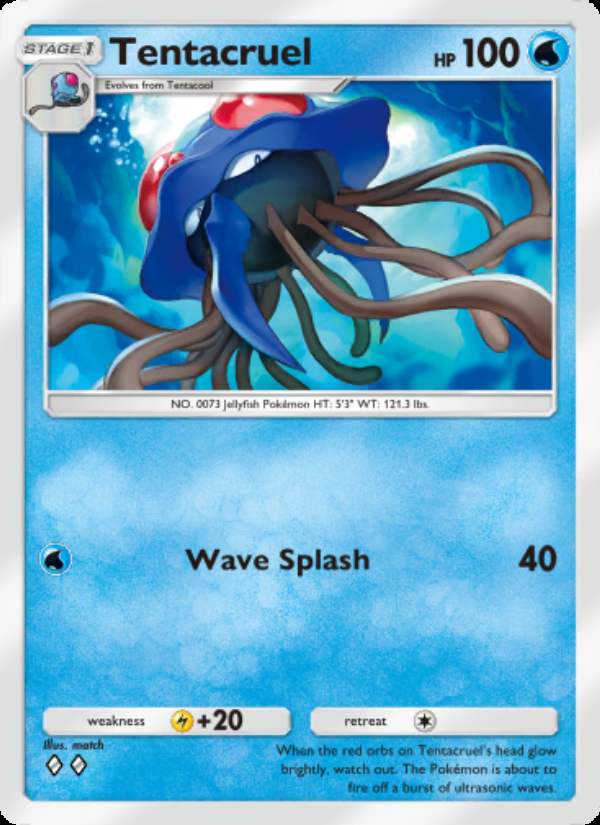 STAGE 1
Tentacruel
HP 100
Evolves from Tentacool
NO. 0073 Jellyfish Pokémon HT: 5'3" WT: 121.3 lbs.
Wave Splash 40
weakness +20
retreat
Illus. match
When the red orbs on Tentacruel's head glow
brightly, watch out. The Pokémon is about to
fire off a burst of ultrasonic waves.